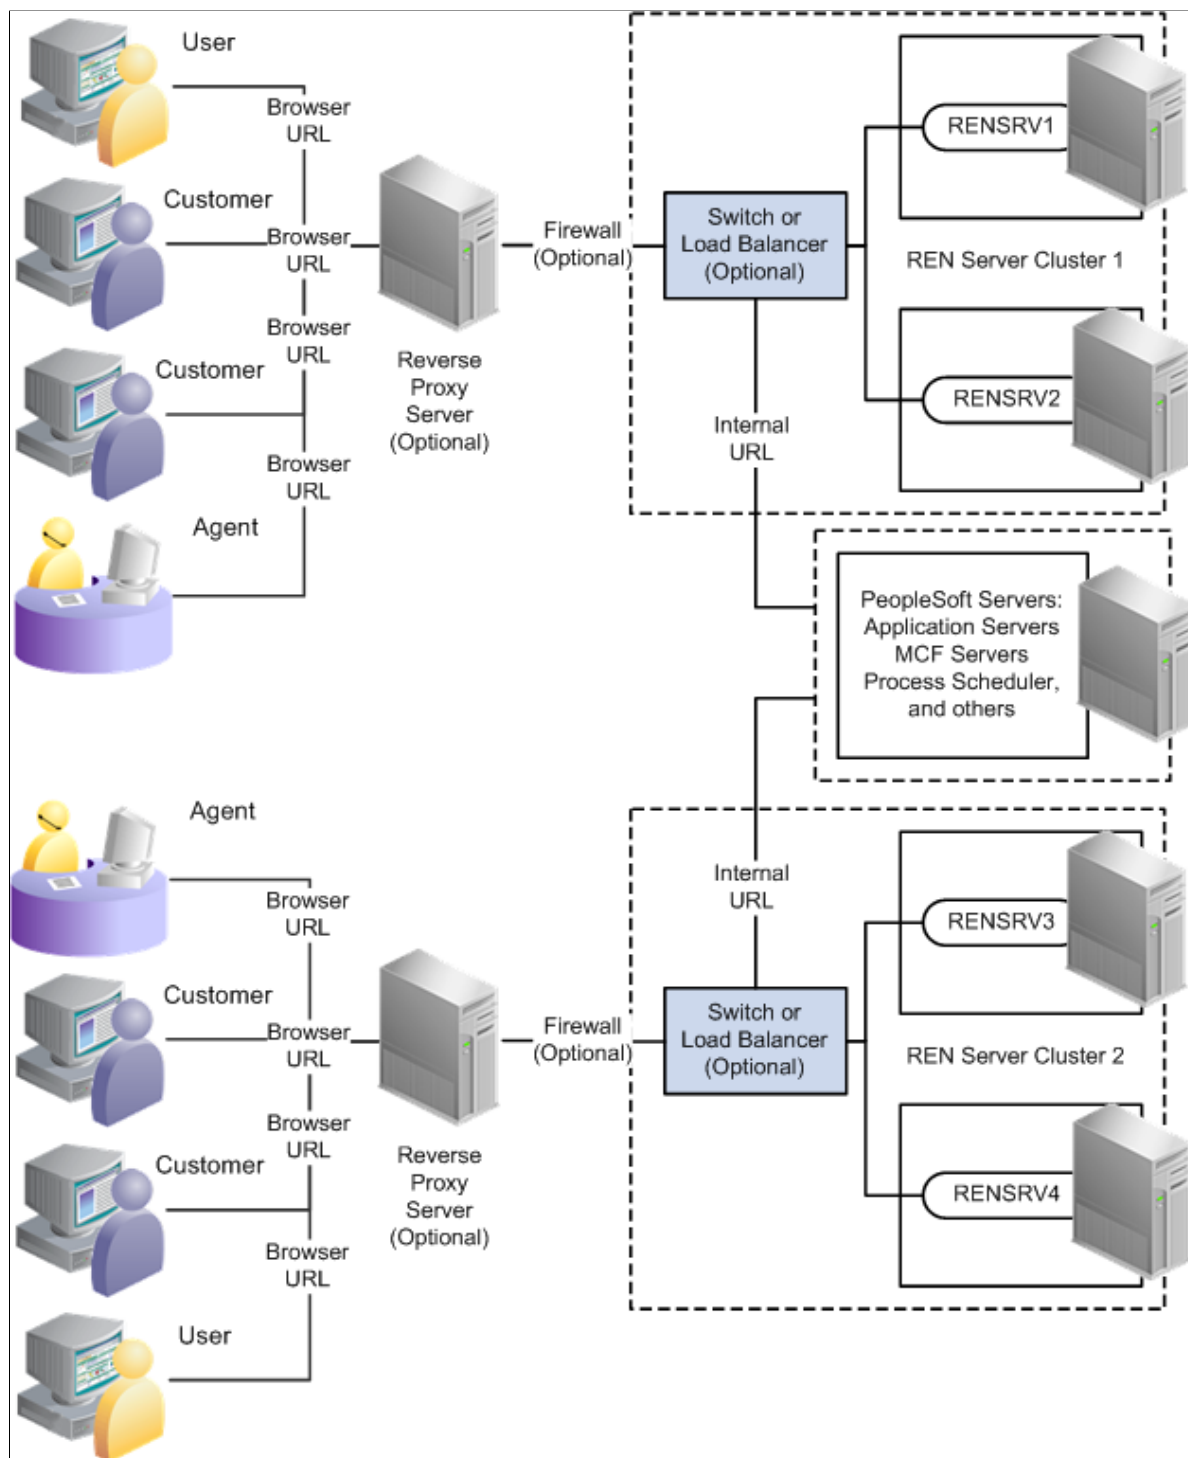 User
Browser
URL
Customer
Browser
URL
Browser
URL
Customer
Browser
URL
Agent
Reverse
Proxy
Server
(Optional)
Firewall
(Optional)
Switch or
Load Balancer
(Optional)
RENSRV1
REN Server Cluster 1
RENSRV2
Internal
URL
PeopleSoft Servers:
Application Servers
MCF Servers
Process Scheduler,
and others
Agent
Browser
URL
Customer
Browser
URL
Browser
URL
Customer
Browser
URL
User
Reverse
Proxy
Server
(Optional)
Firewall
(Optional)
Internal
URL
Switch or
Load Balancer
(Optional)
RENSRV3
REN Server Cluster 2
RENSRV4